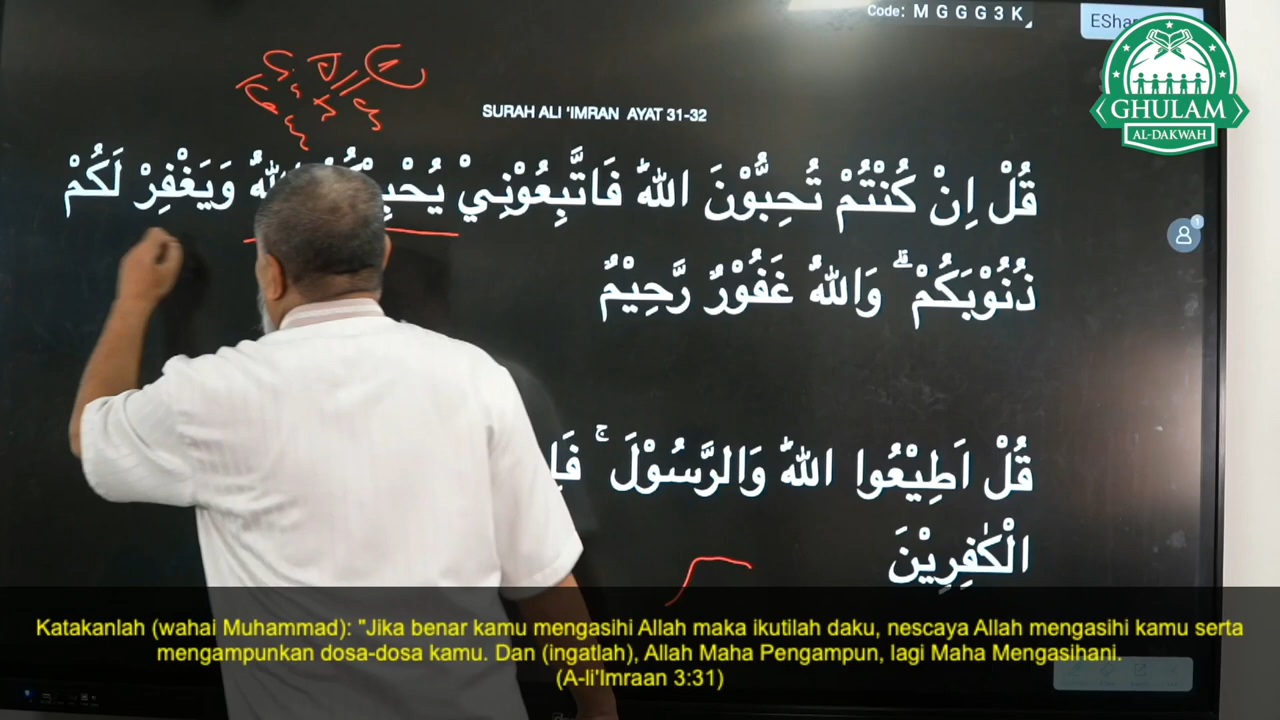 Code: M G G G 3 K
EShar
GHULAM
AL-DAKWAH
SURAH ALI 'IMRAN AYAT 31-32
قُلْ اِنْ كُنْتُمْ تُحِبُّوْنَ اللّٰهَ فَاتَّبِعُوْنِيْ اللّٰهُ وَيَغْفِرْ لَكُمْ
ذُنُوْبَكُمْ ۗ وَاللّٰهُ غَفُوْرٌ رَّحِيْمٌ
قُلْ اَطِيْعُوا اللّٰهَ وَالرَّسُوْلَ ۚ
الْكٰفِرِيْنَ
Katakanlah (wahai Muhammad): "Jika benar kamu mengasihi Allah maka ikutilah daku, nescaya Allah mengasihi kamu serta
mengampunkan dosa-dosa kamu. Dan (ingatlah), Allah Maha Pengampun, lagi Maha Mengasihani.
(A-li'Imraan 3:31)